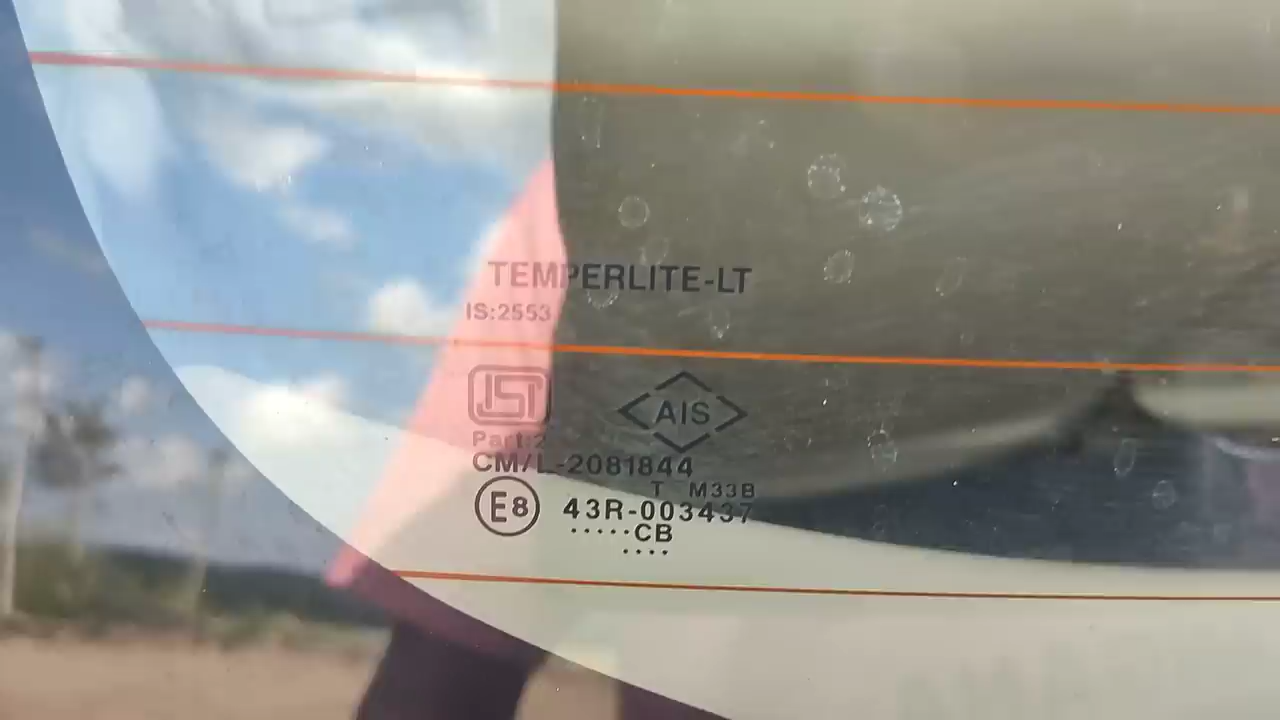 TEMPERLITE-LT
IS:2553
ISI AIS
Part:2
CM/L-2081844
T M33B
E8 43R-003437
.....CB
....